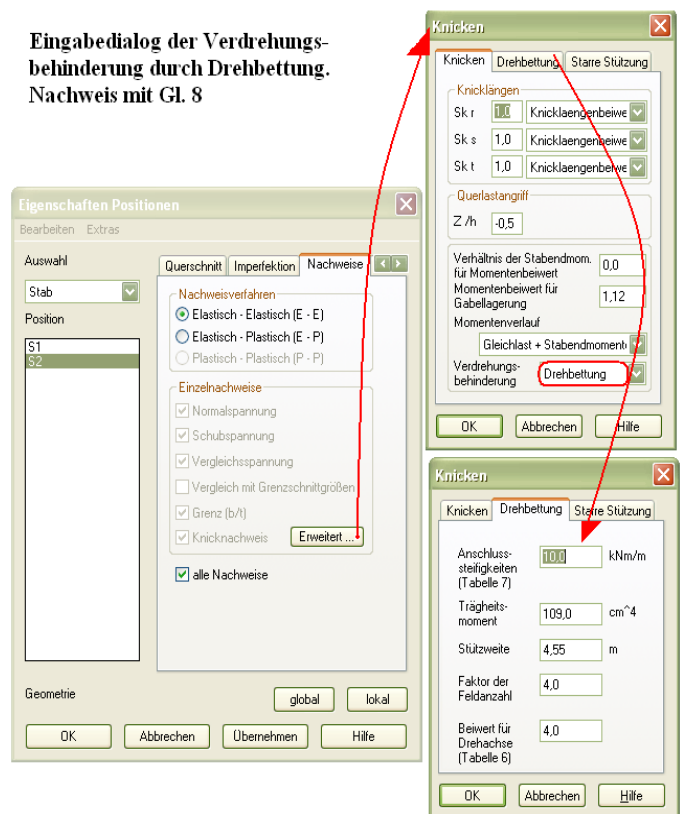 Eingabedialog der Verdrehungs-
behinderung durch Drehbettung.
Nachweis mit Gl. 8
Eigenschaften Positionen
Bearbeiten Extras
Auswahl
Stab
Position
S1
S2
Querschnitt Imperfektion Nachweise
Nachweisverfahren
Elastisch - Elastisch (E - E)
Elastisch - Plastisch (E - P)
Plastisch - Plastisch (P - P)
Einzelnachweise
Normalspannung
Schubspannung
Vergleichsspannung
Vergleich mit Grenzschnittgrößen
Grenz (b/t)
Knicknachweis Erweitert ...
alle Nachweise
Geometrie global lokal
OK Abbrechen Übernehmen Hilfe
Knicken
Knicken Drehbettung Starre Stützung
Knicklängen
Sk r 1,0 Knicklaengenbeiwe
Sk s 1,0 Knicklaengenbeiwe
Sk t 1,0 Knicklaengenbeiwe
Querlastangriff
Z /h -0,5
Verhältnis der Stabendmom.
für Momentenbeiwert 0,0
Momentenbeiwert für
Gabellagerung 1,12
Momentenverlauf
Gleichlast + Stabendmoment
Verdrehungs-
behinderung Drehbettung
OK Abbrechen Hilfe
Knicken
Knicken Drehbettung Starre Stützung
Anschluss-
steifigkeiten 10,0 kNm/m
(Tabelle 7)
Trägheits-
moment 109,0 cm^4
Stützweite 4,55 m
Faktor der
Feldanzahl 4,0
Beiwert für
Drehachse 4,0
(Tabelle 6)
OK Abbrechen Hilfe